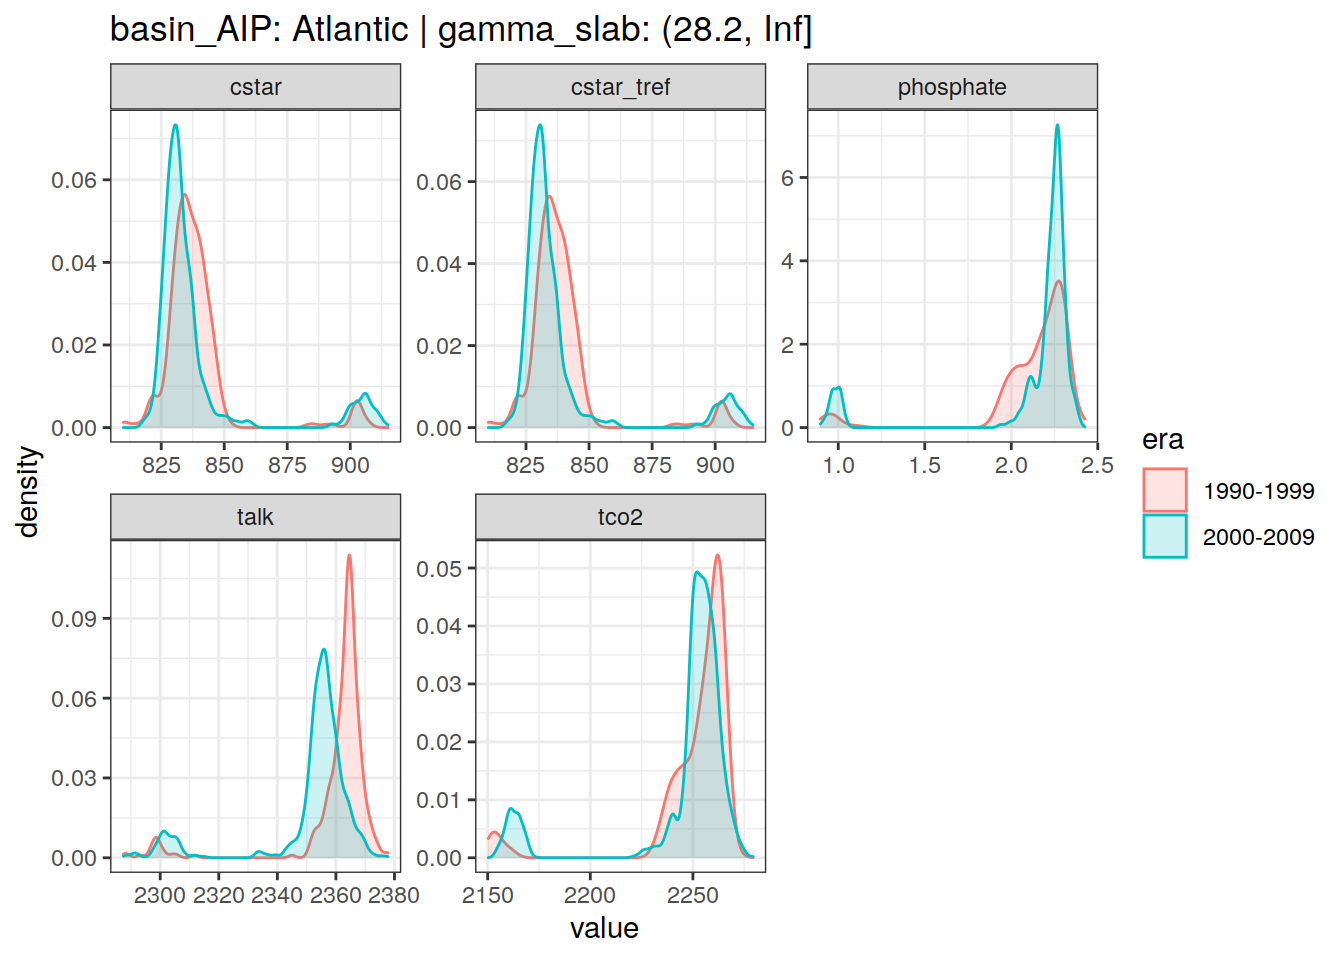 basin_AIP: Atlantic | gamma_slab: (28.2, Inf]
cstar
cstar_tref
phosphate
0.06
0.04
0.02
0.00
825 850 875 900
0.06
0.04
0.02
0.00
825 850 875 900
6
4
2
0
1.0 1.5 2.0 2.5
density
talk
tco2
0.09
0.06
0.03
0.00
2300 2320 2340 2360 2380
0.05
0.04
0.03
0.02
0.01
0.00
2150 2200 2250
value
era
1990-1999
2000-2009